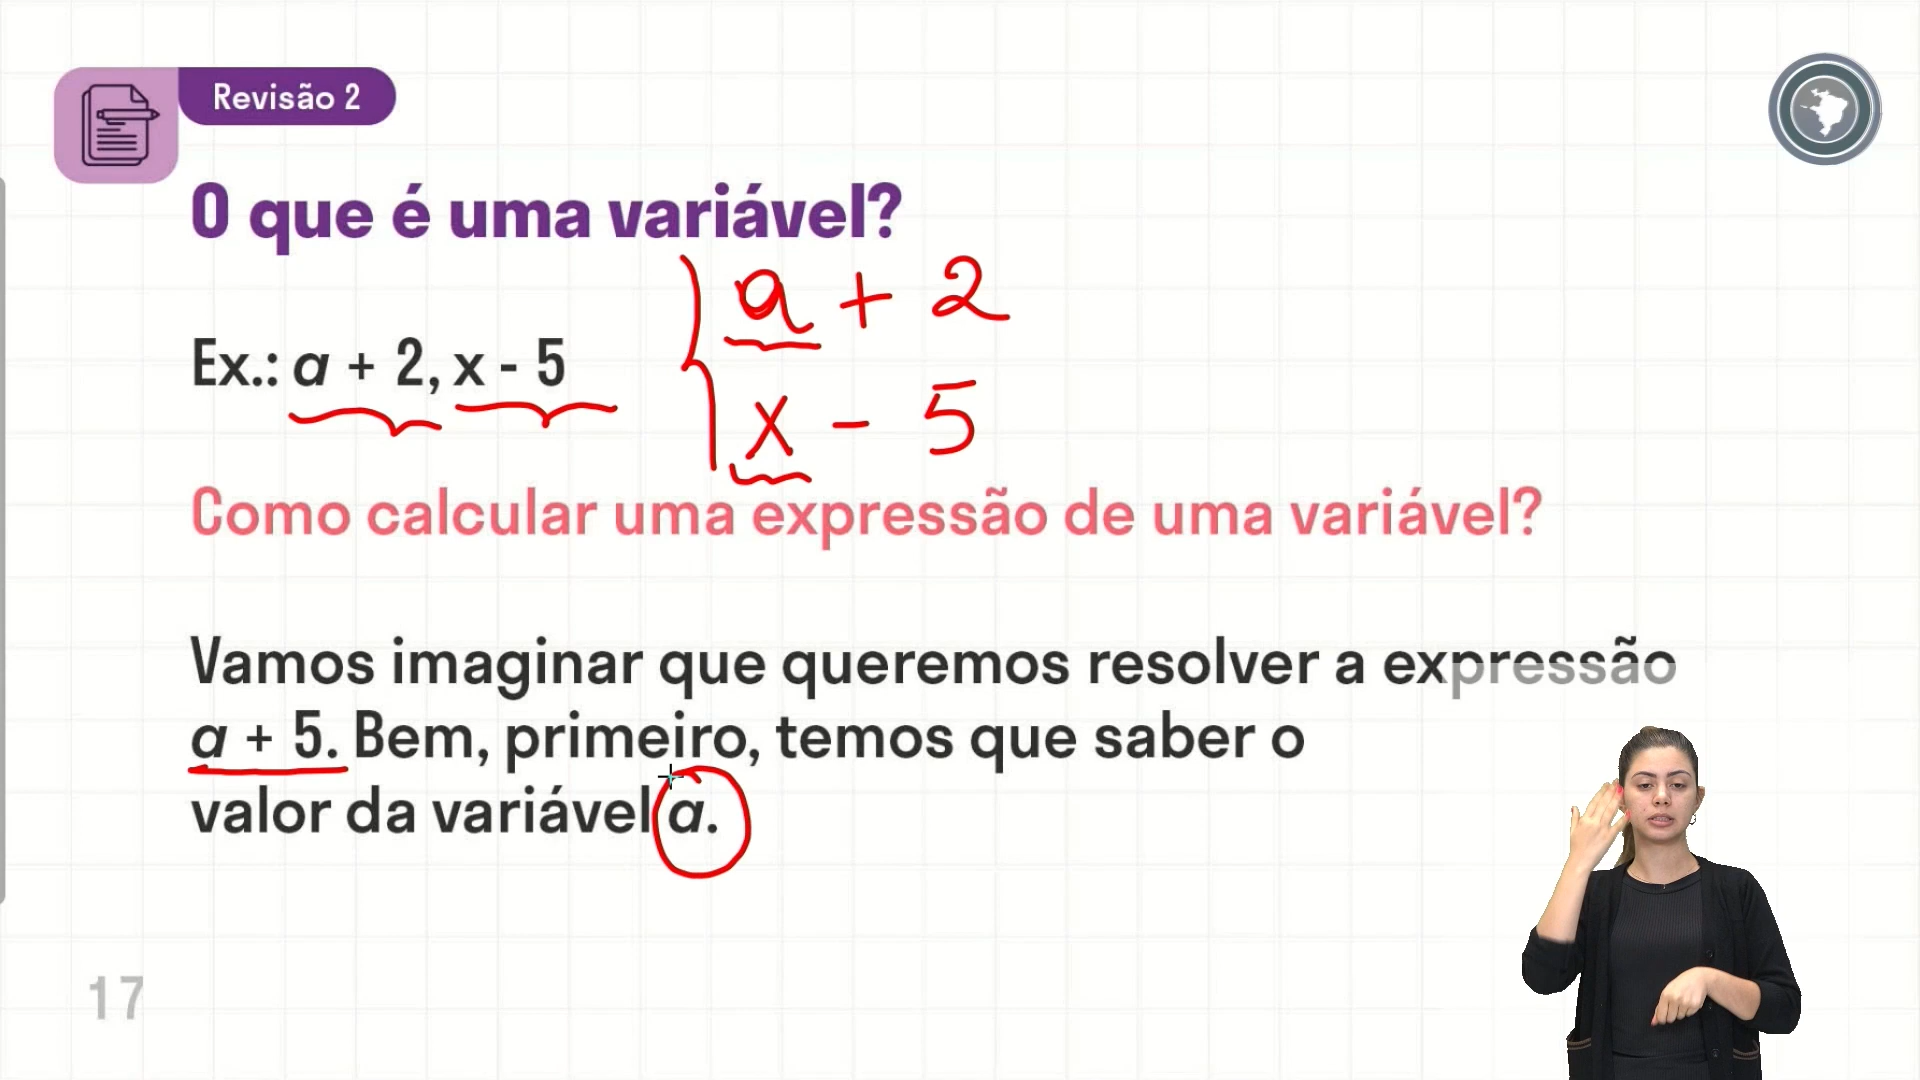 Revisão 2
O que é uma variável?
a + 2
Ex.: a + 2, x - 5
x - 5
Como calcular uma expressão de uma variável?
Vamos imaginar que queremos resolver a expressão
a + 5. Bem, primeiro, temos que saber o
valor da variável a.
17